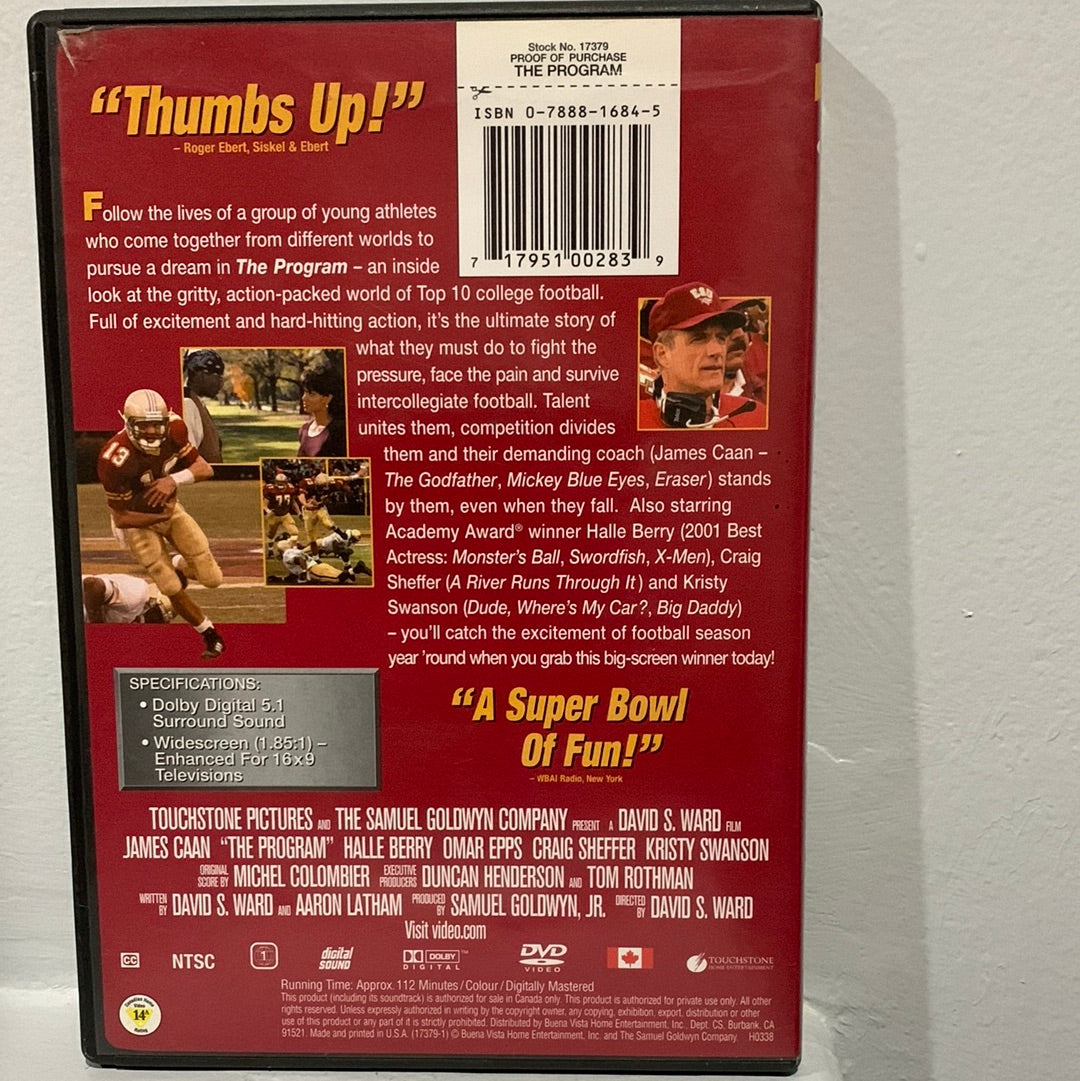 Stock No. 17379
PROOF OF PURCHASE
THE PROGRAM
ISBN 0-7888-1684-5
7 17951 00283 9
“Thumbs Up!”
– Roger Ebert, Siskel & Ebert
Follow the lives of a group of young athletes
who come together from different worlds to
pursue a dream in The Program – an inside
look at the gritty, action-packed world of Top 10 college football.
Full of excitement and hard-hitting action, it’s the ultimate story of
what they must do to fight the
pressure, face the pain and survive
intercollegiate football. Talent
unites them, competition divides
them and their demanding coach (James Caan –
The Godfather, Mickey Blue Eyes, Eraser) stands
by them, even when they fall. Also starring
Academy Award® winner Halle Berry (2001 Best
Actress: Monster’s Ball, Swordfish, X-Men), Craig
Sheffer (A River Runs Through It) and Kristy
Swanson (Dude, Where’s My Car?, Big Daddy)
– you’ll catch the excitement of football season
year ’round when you grab this big-screen winner today!
13
77
SPECIFICATIONS:
• Dolby Digital 5.1
Surround Sound
• Widescreen (1.85:1) –
Enhanced For 16x9
Televisions
“A Super Bowl
Of Fun!”
– WBAI Radio, New York
TOUCHSTONE PICTURES AND THE SAMUEL GOLDWYN COMPANY PRESENT A DAVID S. WARD FILM
JAMES CAAN “THE PROGRAM” HALLE BERRY OMAR EPPS CRAIG SHEFFER KRISTY SWANSON
ORIGINAL SCORE BY MICHEL COLOMBIER EXECUTIVE PRODUCERS DUNCAN HENDERSON AND TOM ROTHMAN
WRITTEN BY DAVID S. WARD AND AARON LATHAM PRODUCED BY SAMUEL GOLDWYN, JR. DIRECTED BY DAVID S. WARD
Visit video.com
CC NTSC 1 digital SOUND DOLBY™ DIGITAL DVD VIDEO TOUCHSTONE HOME ENTERTAINMENT
Running Time: Approx. 112 Minutes / Colour / Digitally Mastered
This product (including its soundtrack) is authorized for sale in Canada only. This product is authorized for private use only. All other
rights reserved. Unless expressly authorized in writing by the copyright owner, any copying, exhibition, export, distribution or other
use of this product or any part of it is strictly prohibited. Distributed by Buena Vista Home Entertainment, Inc., Dept. CS, Burbank, CA
91521. Made and printed in U.S.A. (17379-1) © Buena Vista Home Entertainment, Inc. and The Samuel Goldwyn Company. H0338
Canadian Home
Video
14A
Rating